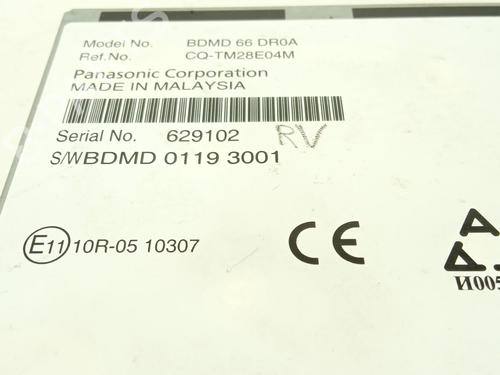 Model No. BDMD 66 DR0A
Ref.No. CQ-TM28E04M
Panasonic Corporation
MADE IN MALAYSIA
Serial No. 629102 RV
S/WBDMD 0119 3001
E11 10R-05 10307 CE
И005